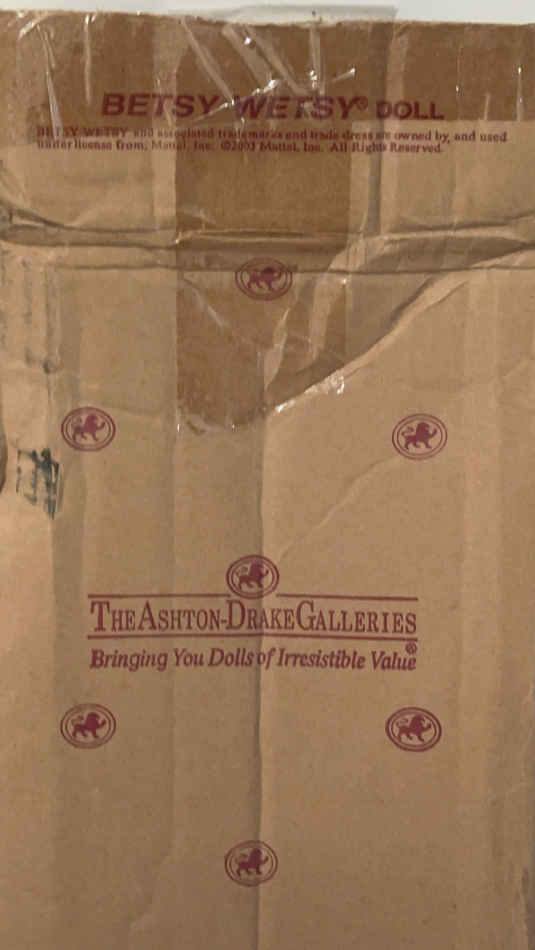 BETSY WETSY® DOLL
BETSY WETSY and associated trademarks and trade dress are owned by, and used
under license from, Mattel, Inc. ©2003 Mattel, Inc. All Rights Reserved.
THE ASHTON-DRAKE GALLERIES
Bringing You Dolls of Irresistible Value®